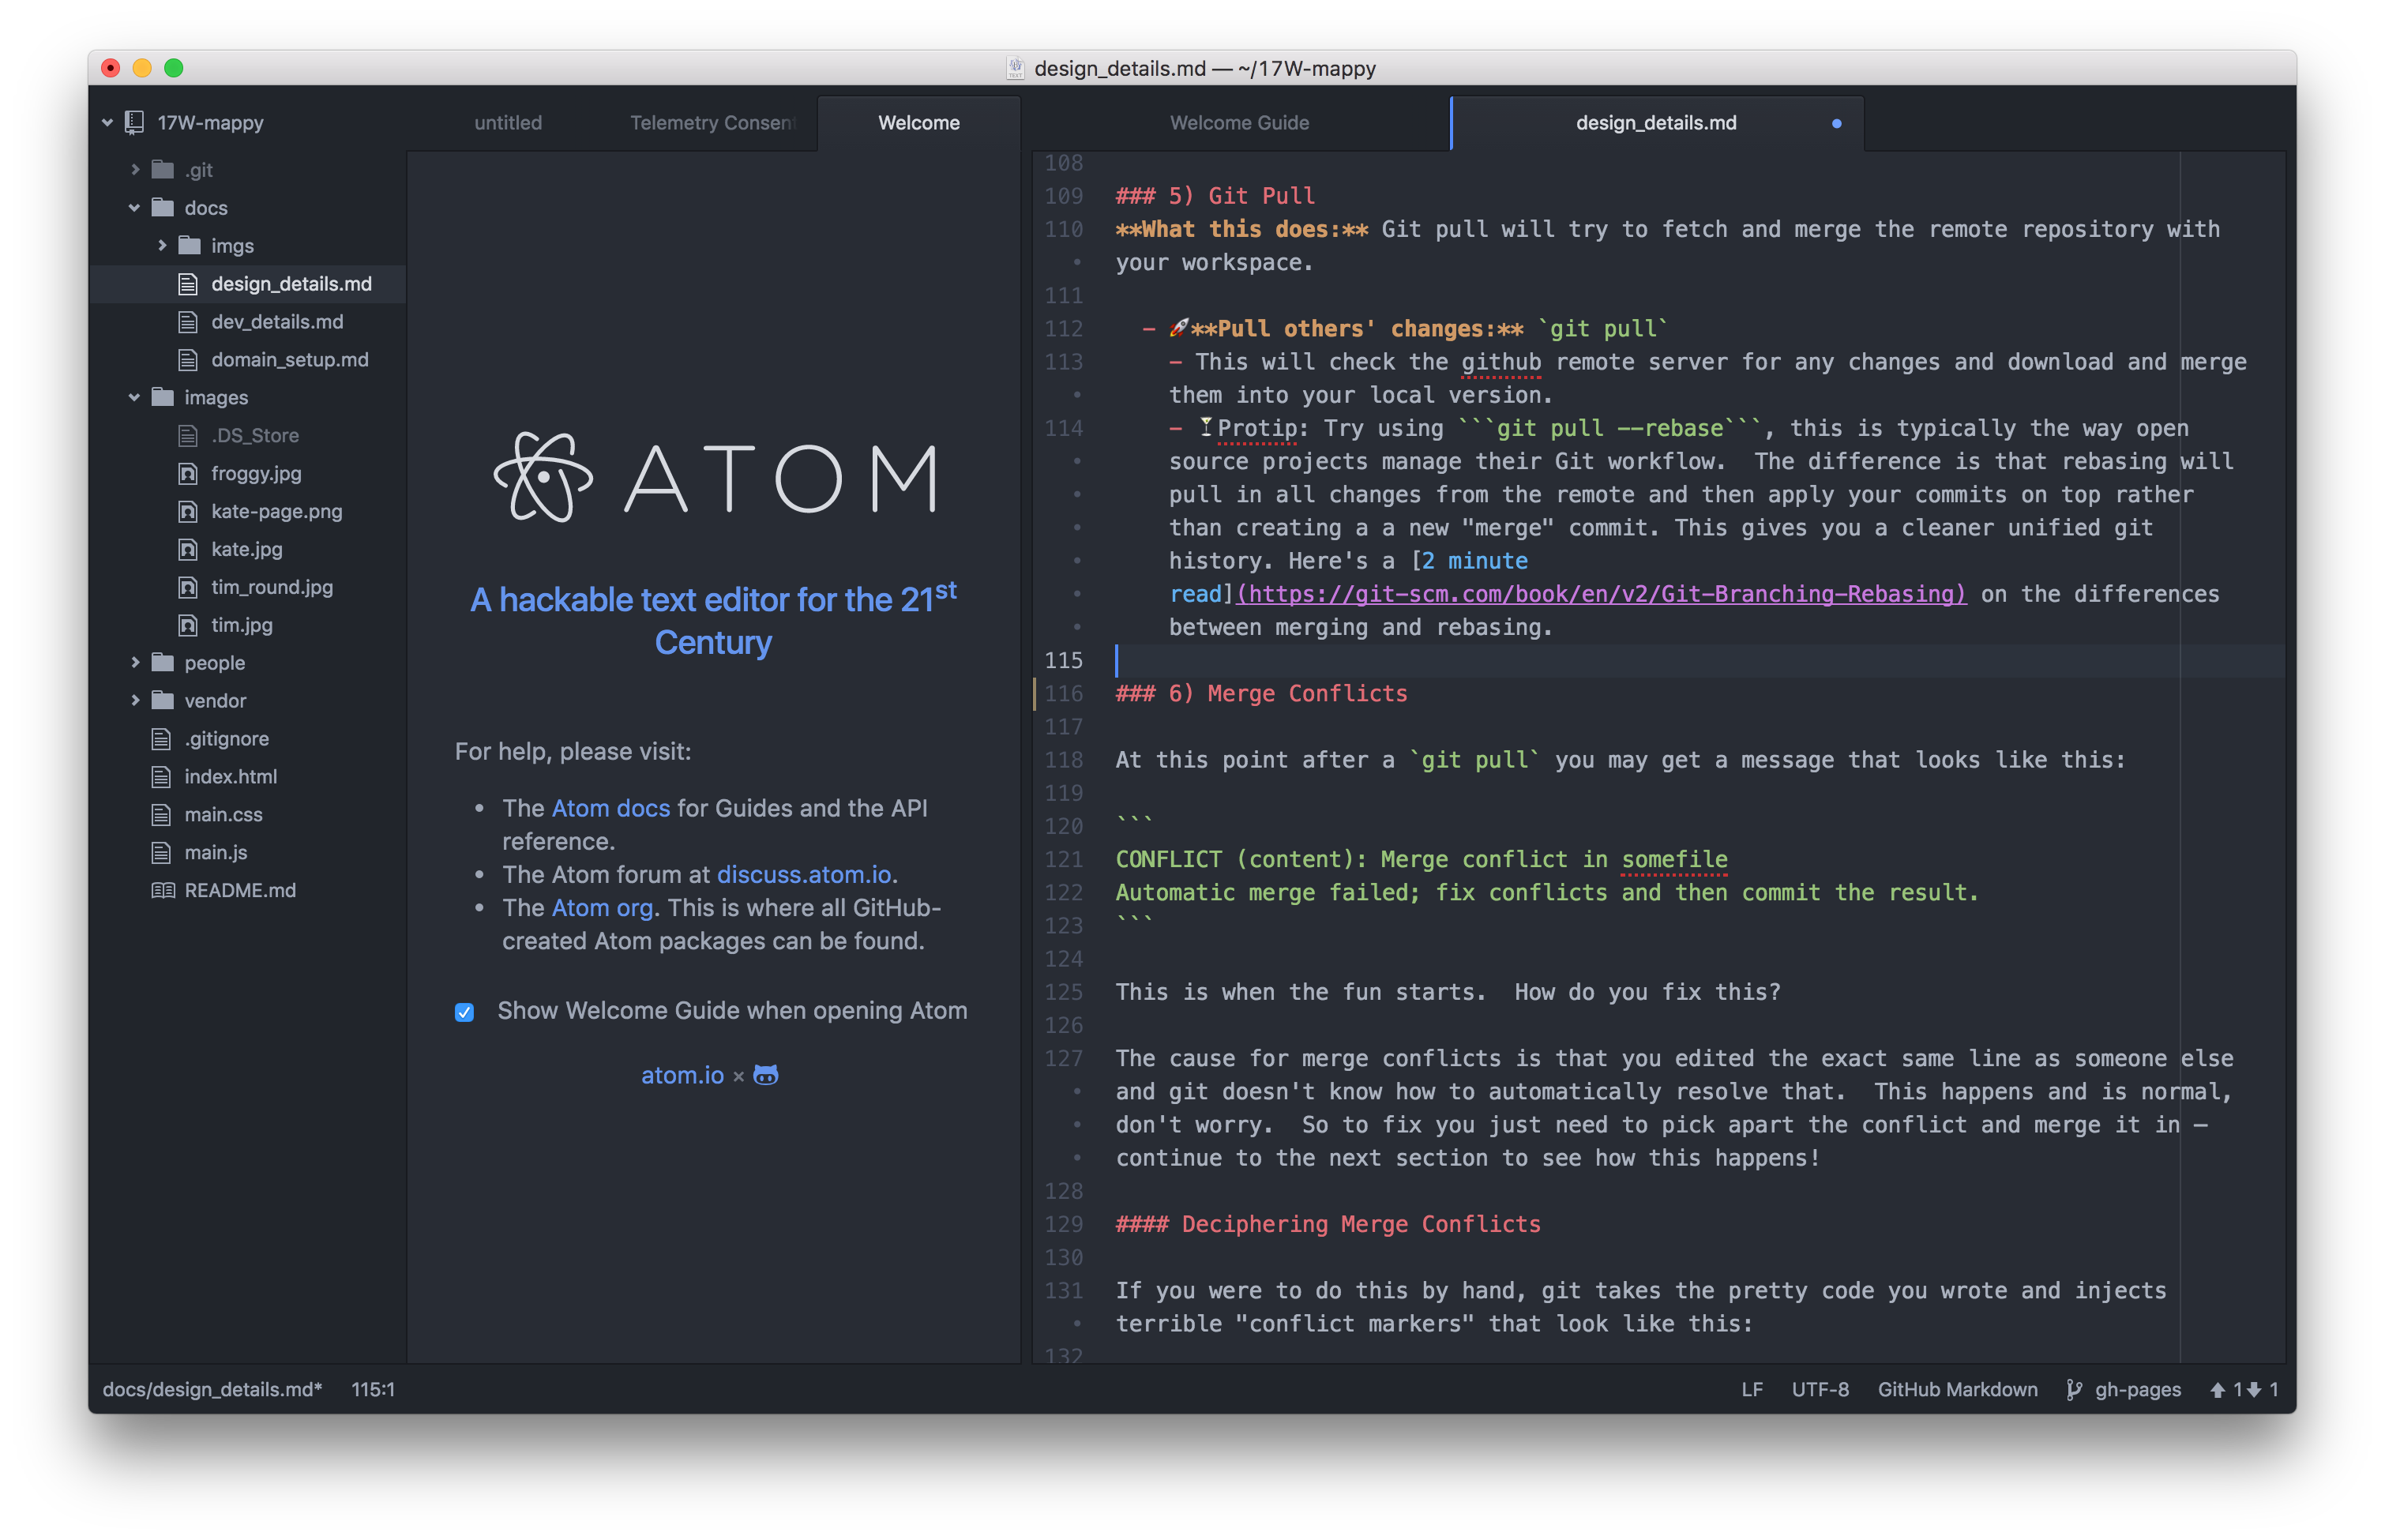 design_details.md — ~/17W-mappy
17W-mappy
.git
docs
imgs
design_details.md
dev_details.md
domain_setup.md
images
.DS_Store
froggy.jpg
kate-page.png
kate.jpg
tim_round.jpg
tim.jpg
people
vendor
.gitignore
index.html
main.css
main.js
README.md
untitled
Telemetry Consent
Welcome
ATOM
A hackable text editor for the 21st
Century
For help, please visit:
• The Atom docs for Guides and the API
reference.
• The Atom forum at discuss.atom.io.
• The Atom org. This is where all GitHub-
created Atom packages can be found.
Show Welcome Guide when opening Atom
atom.io ×
Welcome Guide
design_details.md
108
109 ### 5) Git Pull
110 **What this does:** Git pull will try to fetch and merge the remote repository with
• your workspace.
111
112 - 🚀**Pull others' changes:** `git pull`
113 - This will check the github remote server for any changes and download and merge
• them into your local version.
114 - 🍸Protip: Try using ```git pull --rebase```, this is typically the way open
• source projects manage their Git workflow.  The difference is that rebasing will
• pull in all changes from the remote and then apply your commits on top rather
• than creating a a new "merge" commit. This gives you a cleaner unified git
• history. Here's a [2 minute
• read](https://git-scm.com/book/en/v2/Git-Branching-Rebasing) on the differences
• between merging and rebasing.
115
116 ### 6) Merge Conflicts
117
118 At this point after a `git pull` you may get a message that looks like this:
119
120 ```
121 CONFLICT (content): Merge conflict in somefile
122 Automatic merge failed; fix conflicts and then commit the result.
123 ```
124
125 This is when the fun starts.  How do you fix this?
126
127 The cause for merge conflicts is that you edited the exact same line as someone else
• and git doesn't know how to automatically resolve that.  This happens and is normal,
• don't worry.  So to fix you just need to pick apart the conflict and merge it in –
• continue to the next section to see how this happens!
128
129 #### Deciphering Merge Conflicts
130
131 If you were to do this by hand, git takes the pretty code you wrote and injects
• terrible "conflict markers" that look like this:
132
docs/design_details.md* 115:1 LF UTF-8 GitHub Markdown gh-pages 1 1